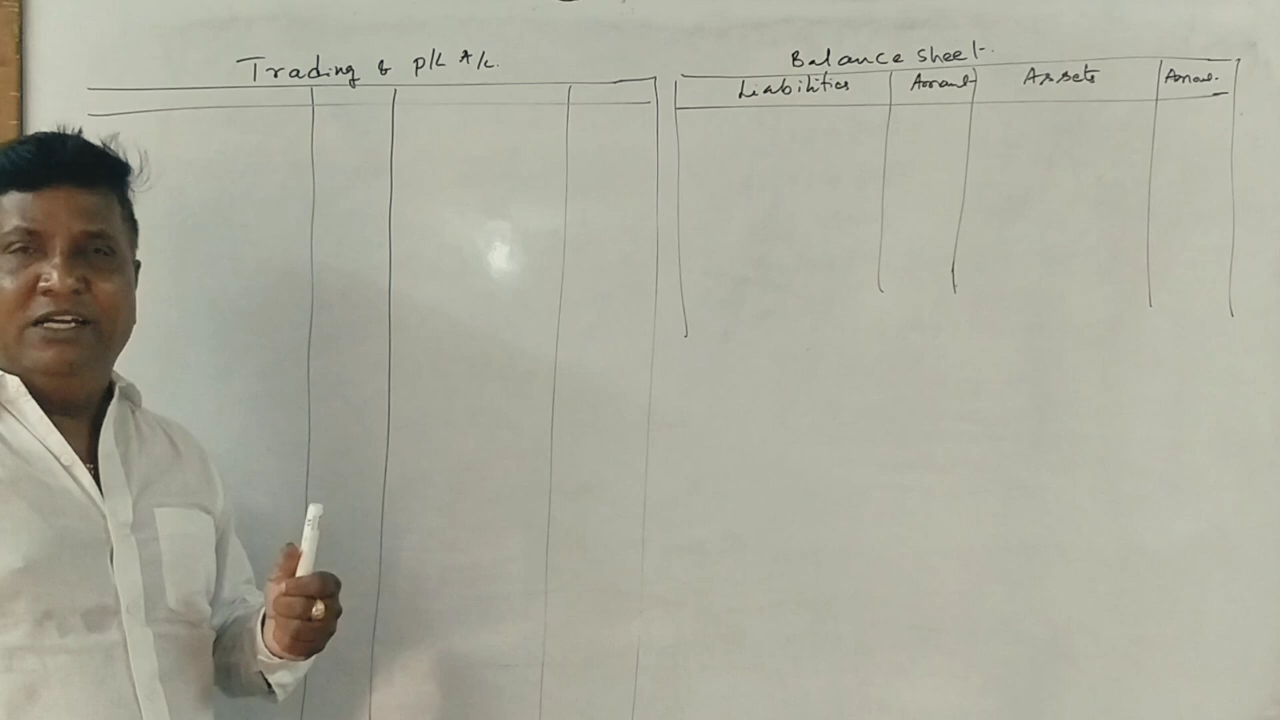 Trading & P/L A/c.
Balance sheet.
Liabilities Amount Assets Amou.